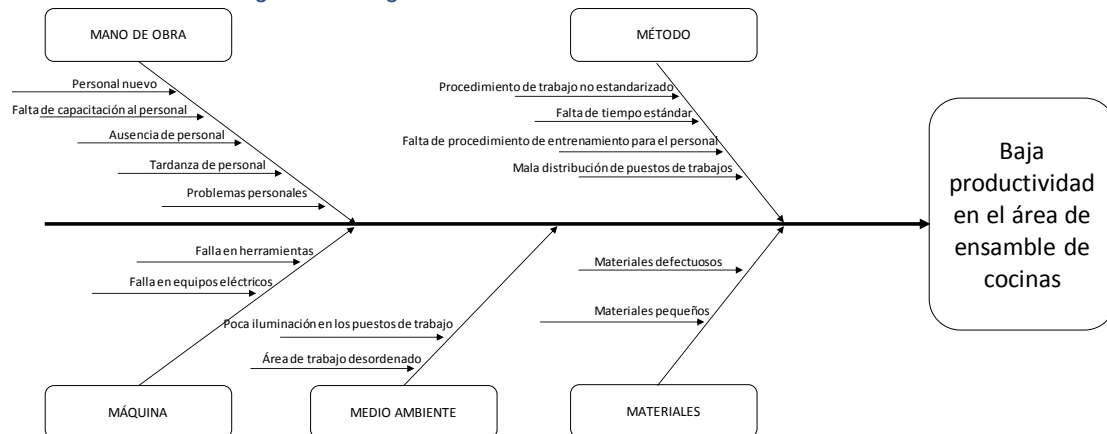 MANO DE OBRA
MÉTODO
Personal nuevo
Falta de capacitación al personal
Ausencia de personal
Tardanza de personal
Problemas personales
Procedimiento de trabajo no estandarizado
Falta de tiempo estándar
Falta de procedimiento de entrenamiento para el personal
Mala distribución de puestos de trabajos
Baja
productividad
en el área de
ensamble de
cocinas
Falla en herramientas
Falla en equipos eléctricos
Poca iluminación en los puestos de trabajo
Área de trabajo desordenado
Materiales defectuosos
Materiales pequeños
MÁQUINA
MEDIO AMBIENTE
MATERIALES